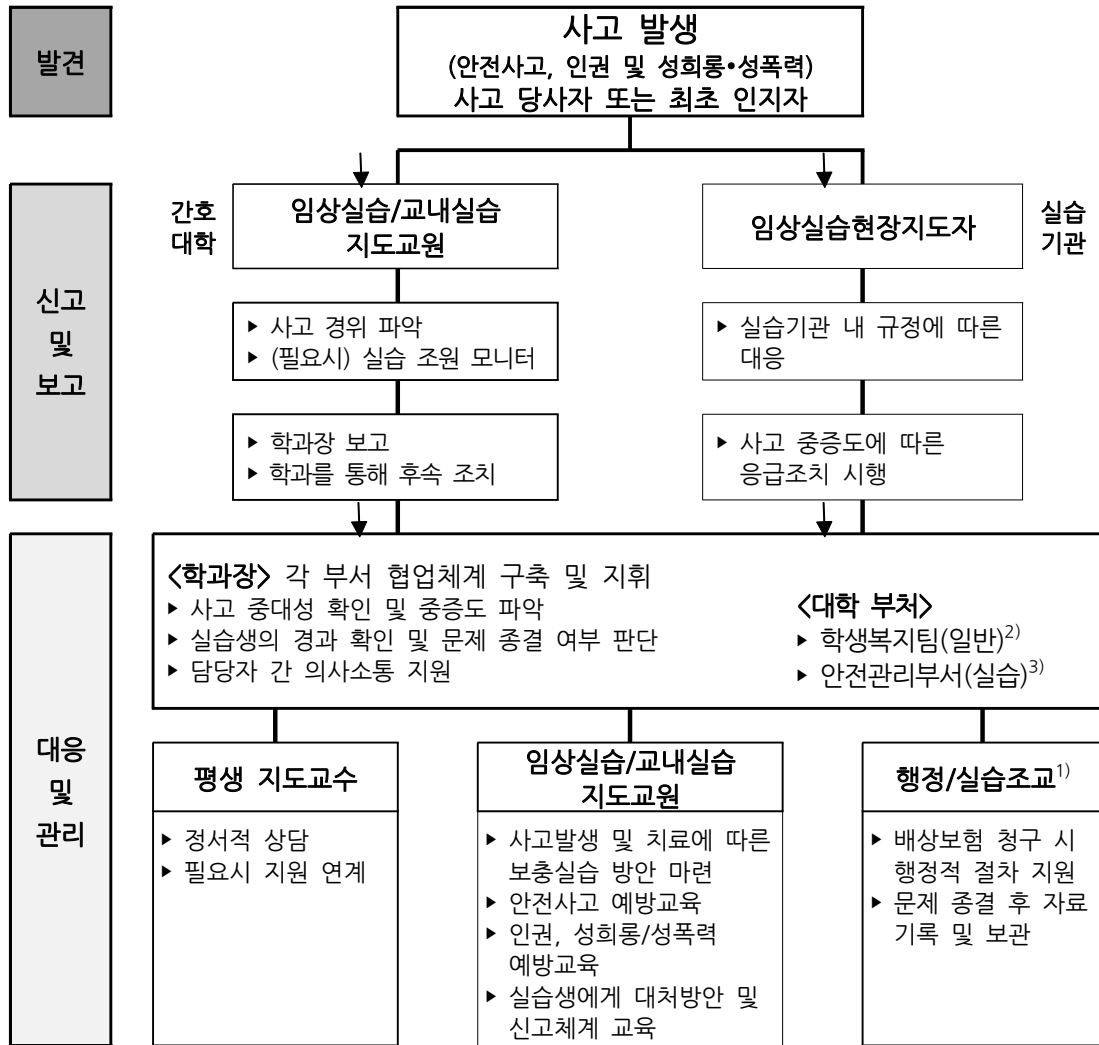 발견
사고 발생
(안전사고, 인권 및 성희롱•성폭력)
사고 당사자 또는 최초 인지자
신고
및
보고
간호
대학
임상실습/교내실습
지도교원
임상실습현장지도자
실습
기관
▶ 사고 경위 파악
▶ (필요시) 실습 조원 모니터
▶ 실습기관 내 규정에 따른
대응
▶ 학과장 보고
▶ 학과를 통해 후속 조치
▶ 사고 중증도에 따른
응급조치 시행
대응
및
관리
<학과장> 각 부서 협업체계 구축 및 지휘
▶ 사고 중대성 확인 및 중증도 파악
▶ 실습생의 경과 확인 및 문제 종결 여부 판단
▶ 담당자 간 의사소통 지원
<대학 부처>
▶ 학생복지팀(일반)2)
▶ 안전관리부서(실습)3)
평생 지도교수
▶ 정서적 상담
▶ 필요시 지원 연계
임상실습/교내실습
지도교원
▶ 사고발생 및 치료에 따른
보충실습 방안 마련
▶ 안전사고 예방교육
▶ 인권, 성희롱/성폭력
예방교육
▶ 실습생에게 대처방안 및
신고체계 교육
행정/실습조교1)
▶ 배상보험 청구 시
행정적 절차 지원
▶ 문제 종결 후 자료
기록 및 보관